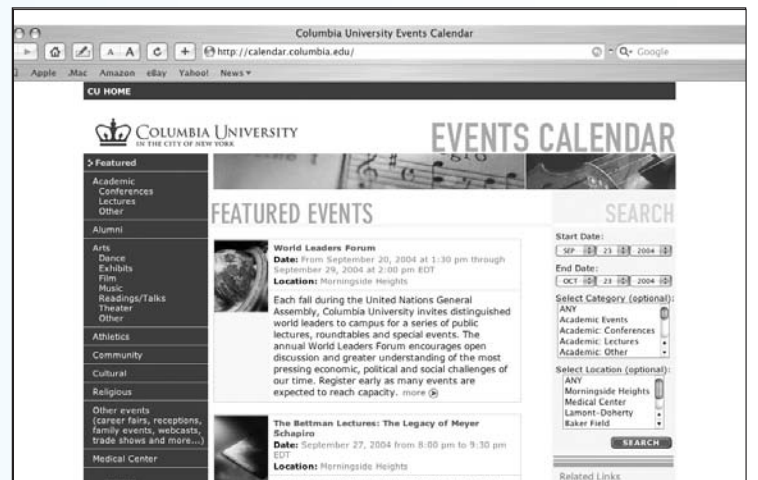 Columbia University Events Calendar
A A + http://calendar.columbia.edu/ Google
Apple .Mac Amazon eBay Yahoo! News
CU HOME
COLUMBIA UNIVERSITY
IN THE CITY OF NEW YORK
EVENTS CALENDAR
Featured
Academic
Conferences
Lectures
Other
Alumni
Arts
Dance
Exhibits
Film
Music
Readings/Talks
Theater
Other
Athletics
Community
Cultural
Religious
Other events
(career fairs, receptions,
family events, webcasts,
trade shows and more...)
Medical Center
FEATURED EVENTS
World Leaders Forum
Date: From September 20, 2004 at 1:30 pm through
September 29, 2004 at 2:00 pm EDT
Location: Morningside Heights
Each fall during the United Nations General
Assembly, Columbia University invites distinguished
world leaders to campus for a series of public
lectures, roundtables and special events. The
annual World Leaders Forum encourages open
discussion and greater understanding of the most
pressing economic, political and social challenges of
our time. Register early as many events are
expected to reach capacity. more
The Bettman Lectures: The Legacy of Meyer
Schapiro
Date: September 27, 2004 from 8:00 pm to 9:30 pm
EDT
Location: Morningside Heights
SEARCH
Start Date:
SEP 23 2004
End Date:
OCT 23 2004
Select Category (optional):
ANY
Academic Events
Academic: Conferences
Academic: Lectures
Academic: Other
Select Location (optional):
ANY
Morningside Heights
Medical Center
Lamont-Doherty
Baker Field
SEARCH
Related Links